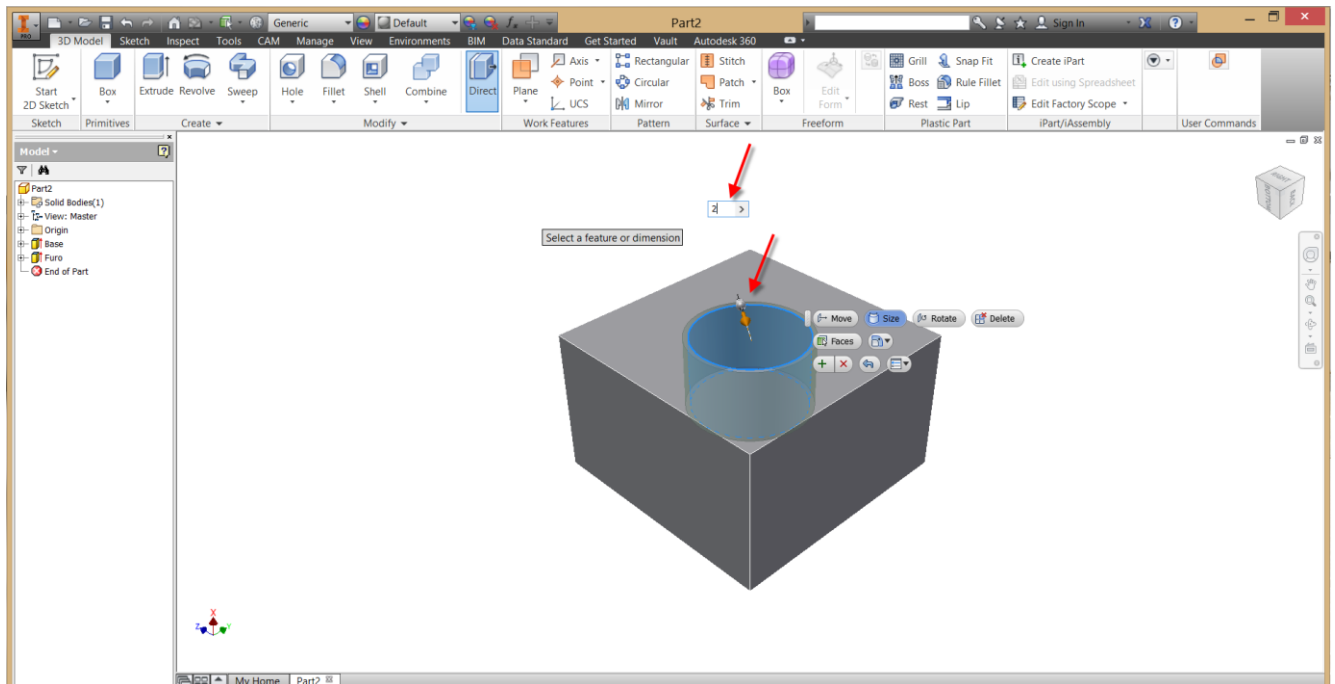 Generic Default Part2 Sign In
PRO 3D Model Sketch Inspect Tools CAM Manage View Environments BIM Data Standard Get Started Vault Autodesk 360
Start 2D Sketch Box Extrude Revolve Sweep Hole Fillet Shell Combine Direct Plane
Axis Point UCS
Rectangular Circular Mirror
Stitch Patch Trim
Box Edit Form
Grill Snap Fit
Boss Rule Fillet
Rest Lip
Create iPart
Edit using Spreadsheet
Edit Factory Scope
Sketch Primitives Create Modify Work Features Pattern Surface Freeform Plastic Part iPart/iAssembly User Commands
Model
Part2
Solid Bodies(1)
View: Master
Origin
Base
Furo
End of Part
2
Select a feature or dimension
Move Size Rotate Delete
Faces
RIGHT BOTTOM BACK
X
Z Y
My Home Part2